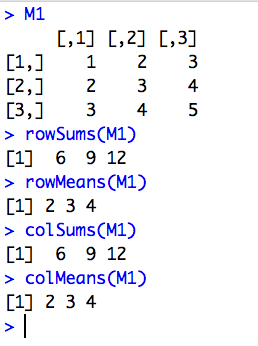 > M1
     [,1] [,2] [,3]
[1,]    1    2    3
[2,]    2    3    4
[3,]    3    4    5
> rowSums(M1)
[1]  6  9 12
> rowMeans(M1)
[1] 2 3 4
> colSums(M1)
[1]  6  9 12
> colMeans(M1)
[1] 2 3 4
>